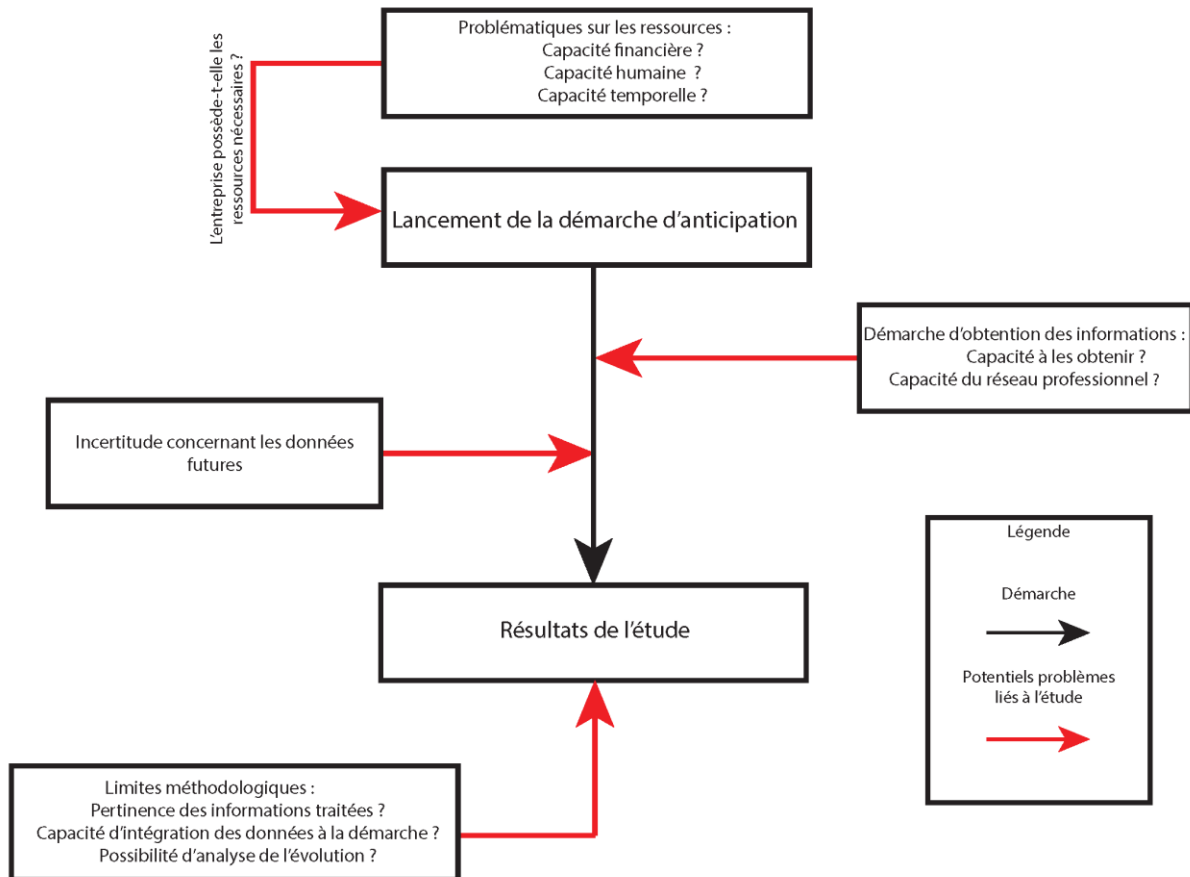 Problématiques sur les ressources :
Capacité financière ?
Capacité humaine ?
Capacité temporelle ?
L'entreprise possède-t-elle les
ressources nécessaires ?
Lancement de la démarche d'anticipation
Démarche d'obtention des informations :
Capacité à les obtenir ?
Capacité du réseau professionnel ?
Incertitude concernant les données
futures
Résultats de l'étude
Légende
Démarche
Potentiels problèmes
liés à l'étude
Limites méthodologiques :
Pertinence des informations traitées ?
Capacité d'intégration des données à la démarche ?
Possibilité d'analyse de l'évolution ?